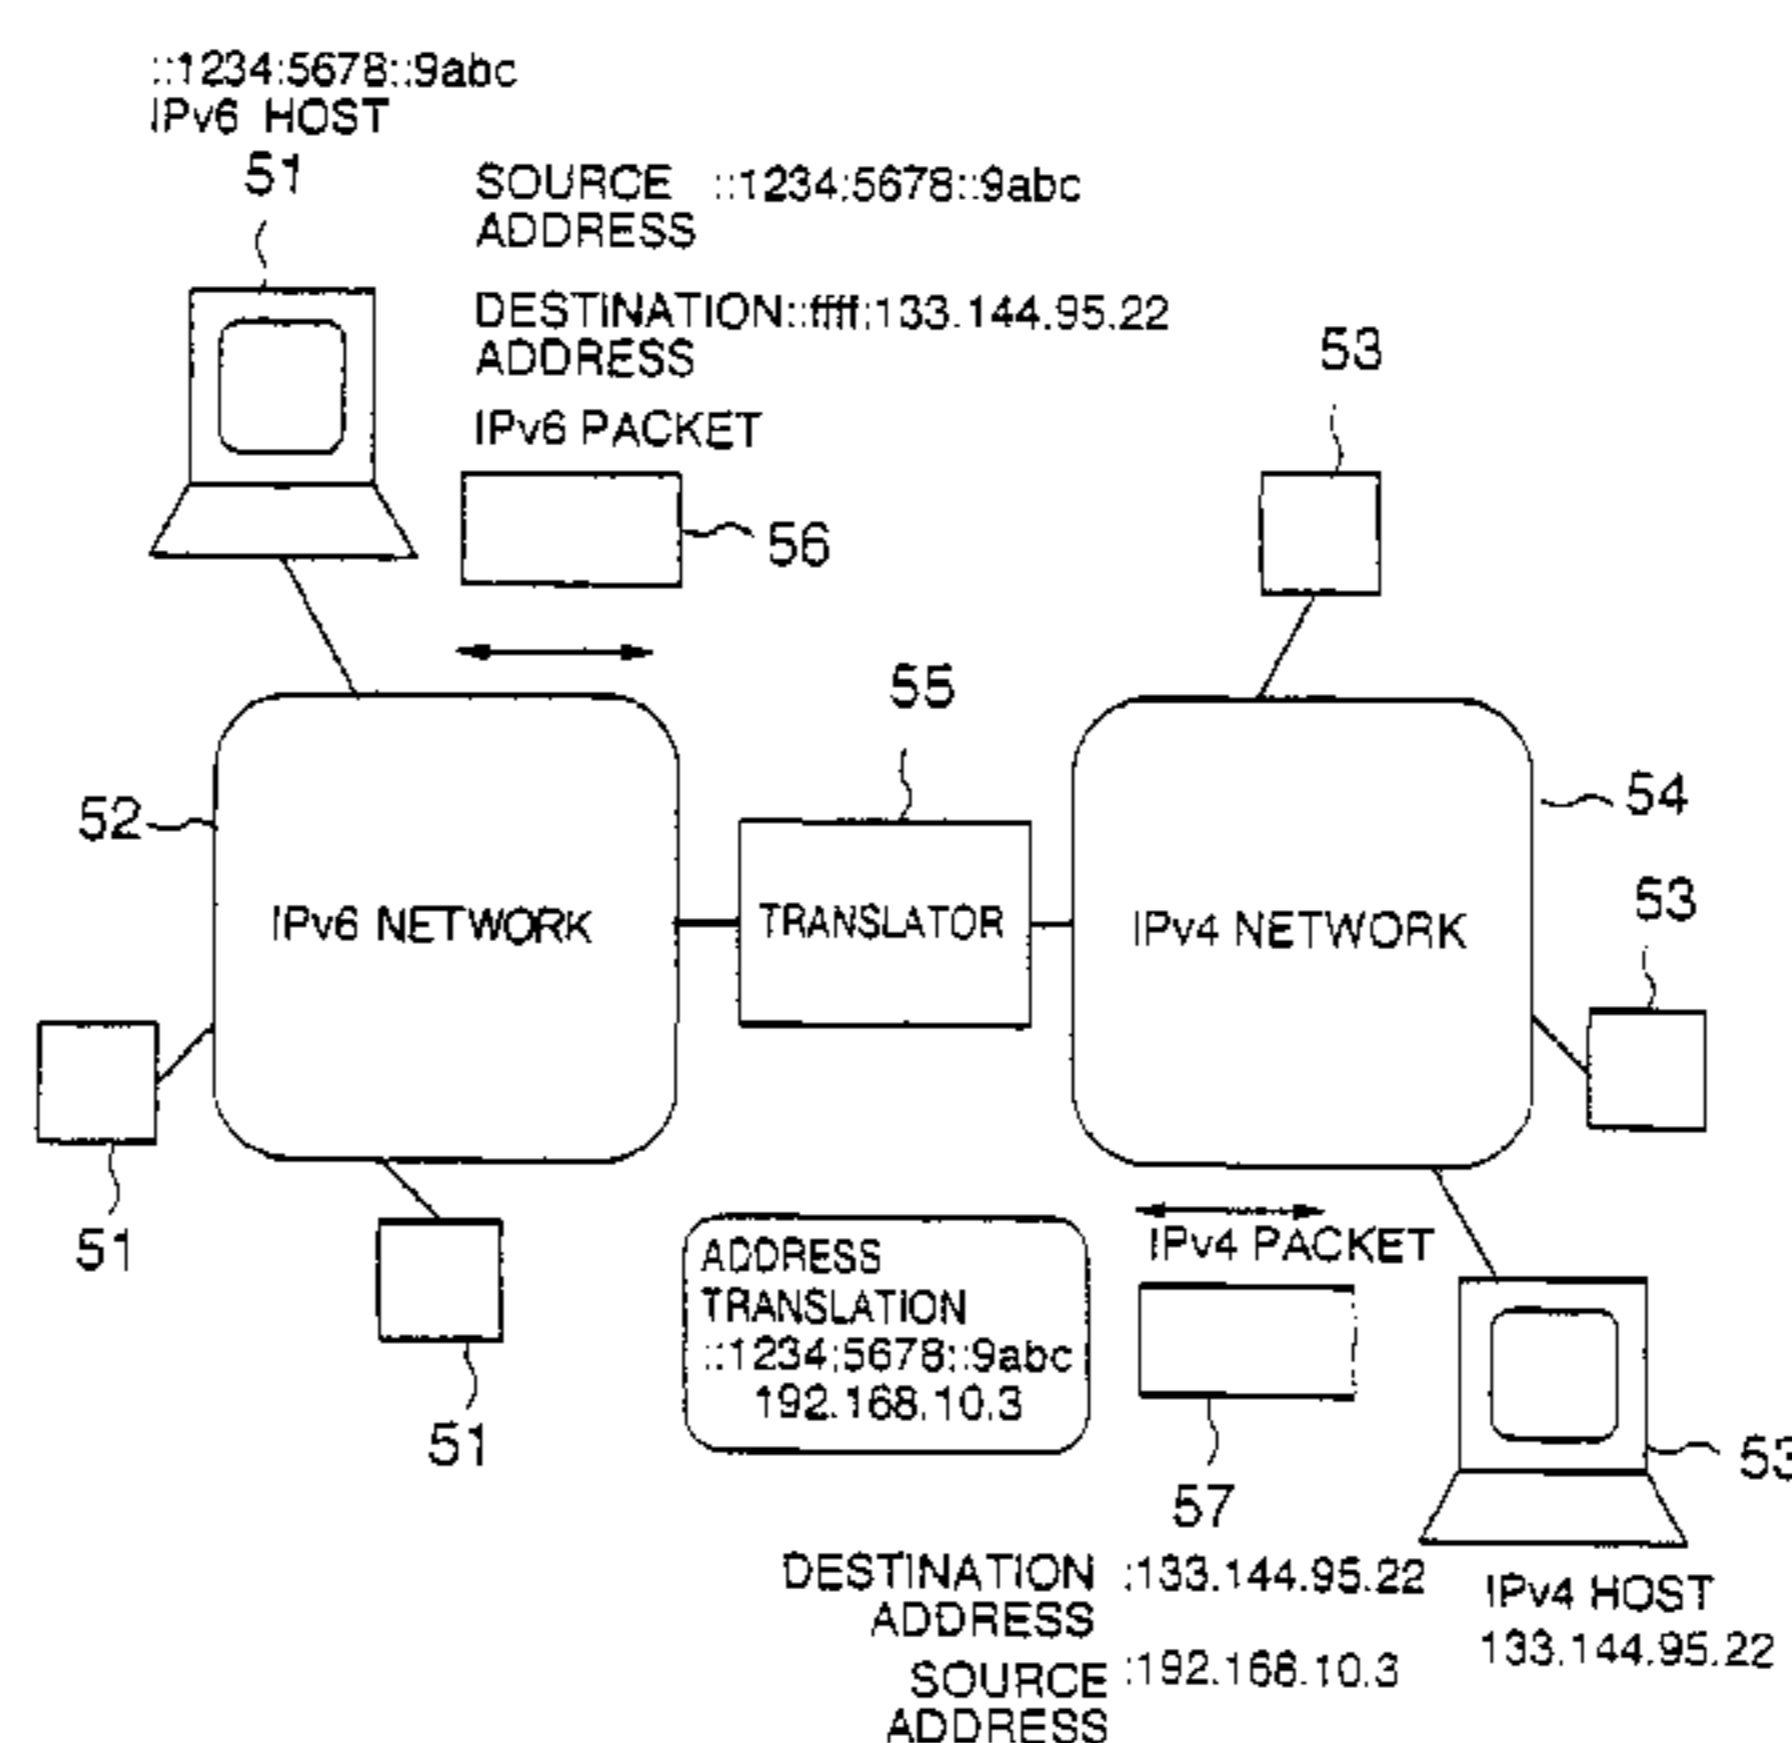 ::1234:5678::9abc
IPv6 HOST
51
SOURCE ::1234:5678::9abc
ADDRESS
DESTINATION::ffff:133.144.95.22
ADDRESS
IPv6 PACKET
56
53
55
52
54
IPv6 NETWORK
TRANSLATOR
IPv4 NETWORK
53
51
51
ADDRESS
TRANSLATION
::1234:5678::9abc
192.168.10.3
IPv4 PACKET
57
53
DESTINATION :133.144.95.22
ADDRESS
SOURCE :192.168.10.3
ADDRESS
IPv4 HOST
133.144.95.22